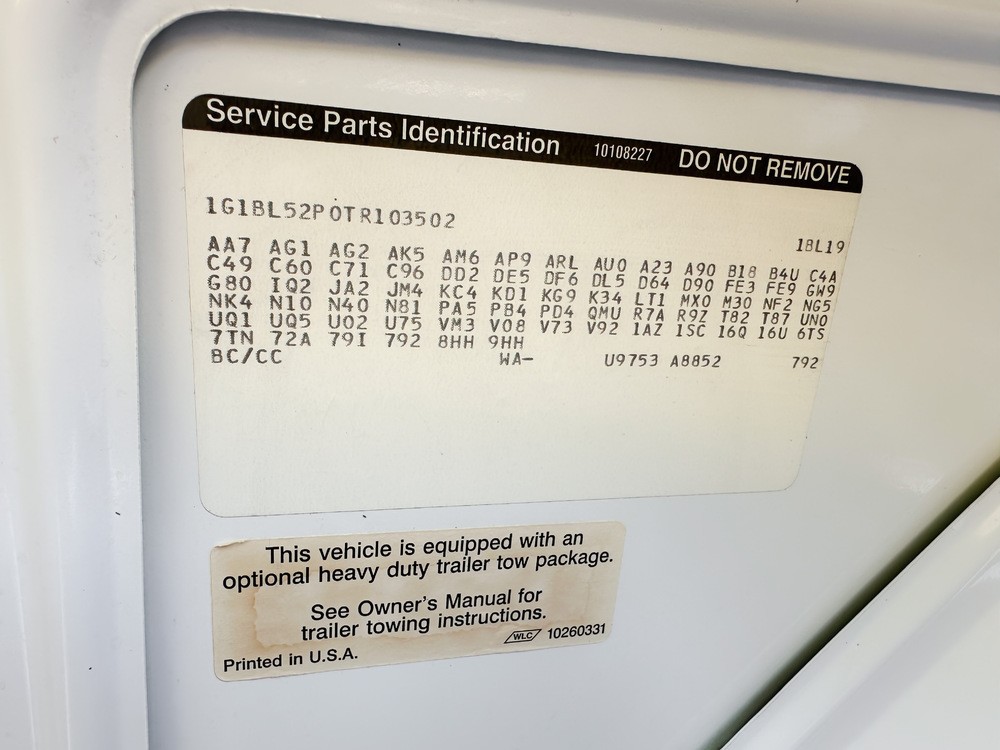 Service Parts Identification 10108227 DO NOT REMOVE
1G1BL52P0TR103502
1BL19
AA7 AG1 AG2 AK5 AM6 AP9 ARL AU0 A23 A90 B18 B4U C4A
C49 C60 C71 C96 DD2 DE5 DF6 DL5 D64 D90 FE3 FE9 GW9
G80 IQ2 JA2 JM4 KC4 KD1 KG9 K34 LT1 MX0 M30 NF2 NG5
NK4 N10 N40 N81 PA5 PB4 PD4 QMU R7A R9Z T82 T87 UN0
UQ1 UQ5 U02 U75 VM3 V08 V73 V92 1AZ 1SC 16Q 16U 6TS
7TN 72A 79I 792 8HH 9HH
BC/CC WA- U9753 A8852 792
This vehicle is equipped with an
optional heavy duty trailer tow package.
See Owner's Manual for
trailer towing instructions.
WLC 10260331
Printed in U.S.A.